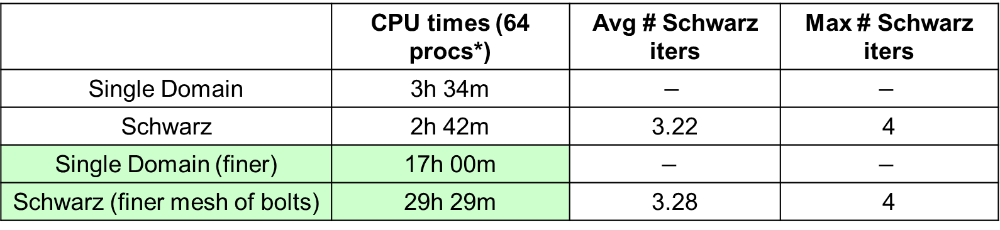 CPU times (64 procs*) Avg # Schwarz iters Max # Schwarz iters
Single Domain 3h 34m – –
Schwarz 2h 42m 3.22 4
Single Domain (finer) 17h 00m – –
Schwarz (finer mesh of bolts) 29h 29m 3.28 4